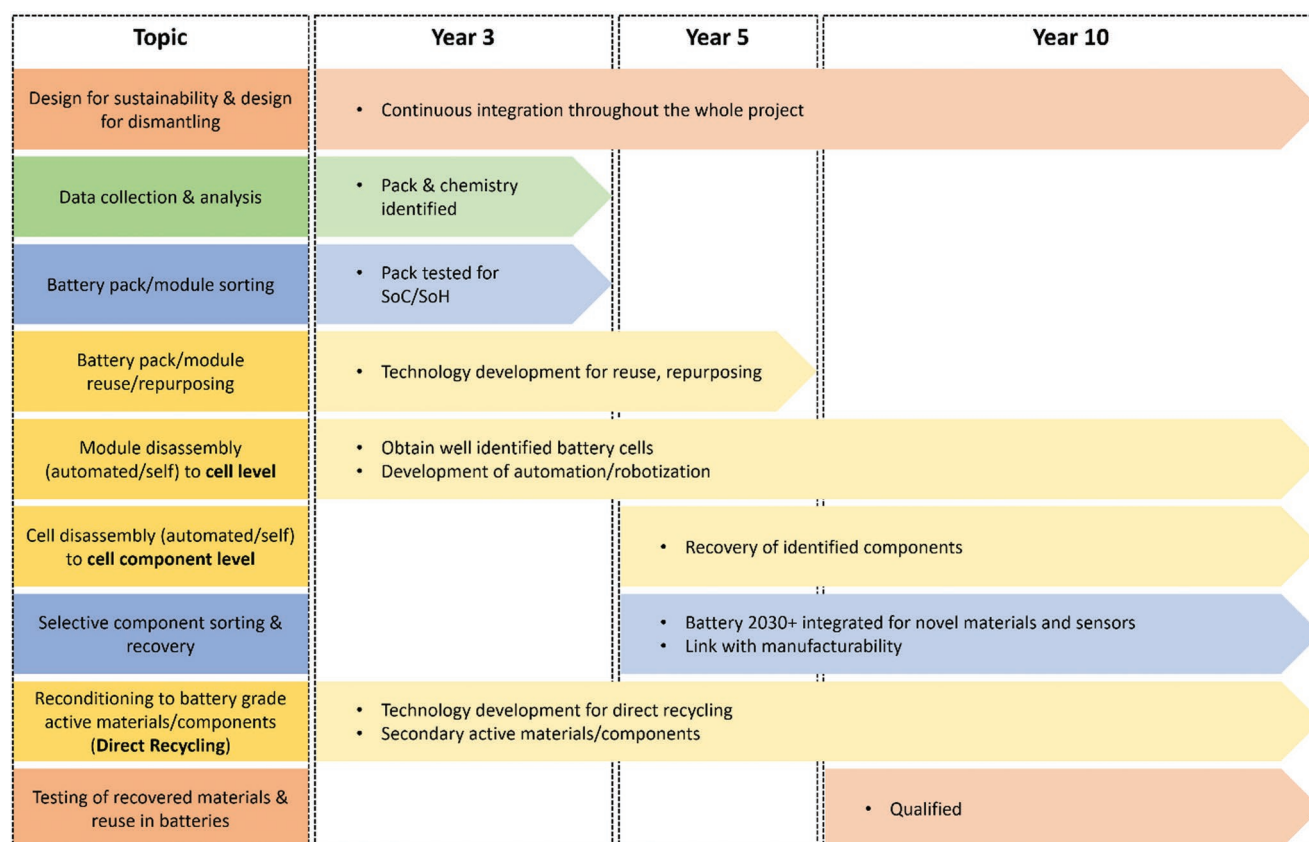 Topic
Year 3
Year 5
Year 10
Design for sustainability & design
for dismantling
• Continuous integration throughout the whole project
Data collection & analysis
• Pack & chemistry
identified
Battery pack/module sorting
• Pack tested for
SoC/SoH
Battery pack/module
reuse/repurposing
• Technology development for reuse, repurposing
Module disassembly
(automated/self) to cell level
• Obtain well identified battery cells
• Development of automation/robotization
Cell disassembly (automated/self)
to cell component level
• Recovery of identified components
Selective component sorting &
recovery
• Battery 2030+ integrated for novel materials and sensors
• Link with manufacturability
Reconditioning to battery grade
active materials/components
(Direct Recycling)
• Technology development for direct recycling
• Secondary active materials/components
Testing of recovered materials &
reuse in batteries
• Qualified